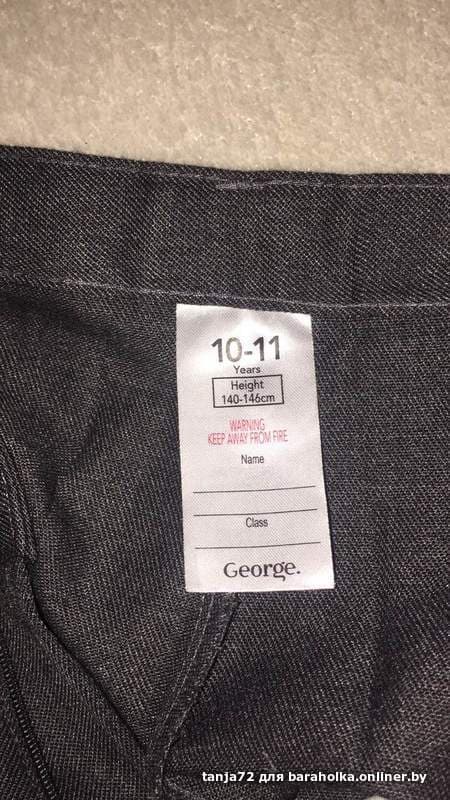 10-11
Years
Height
140-146cm
WARNING
KEEP AWAY FROM FIRE
Name
Class
George.
tanja72 для baraholka.onliner.by